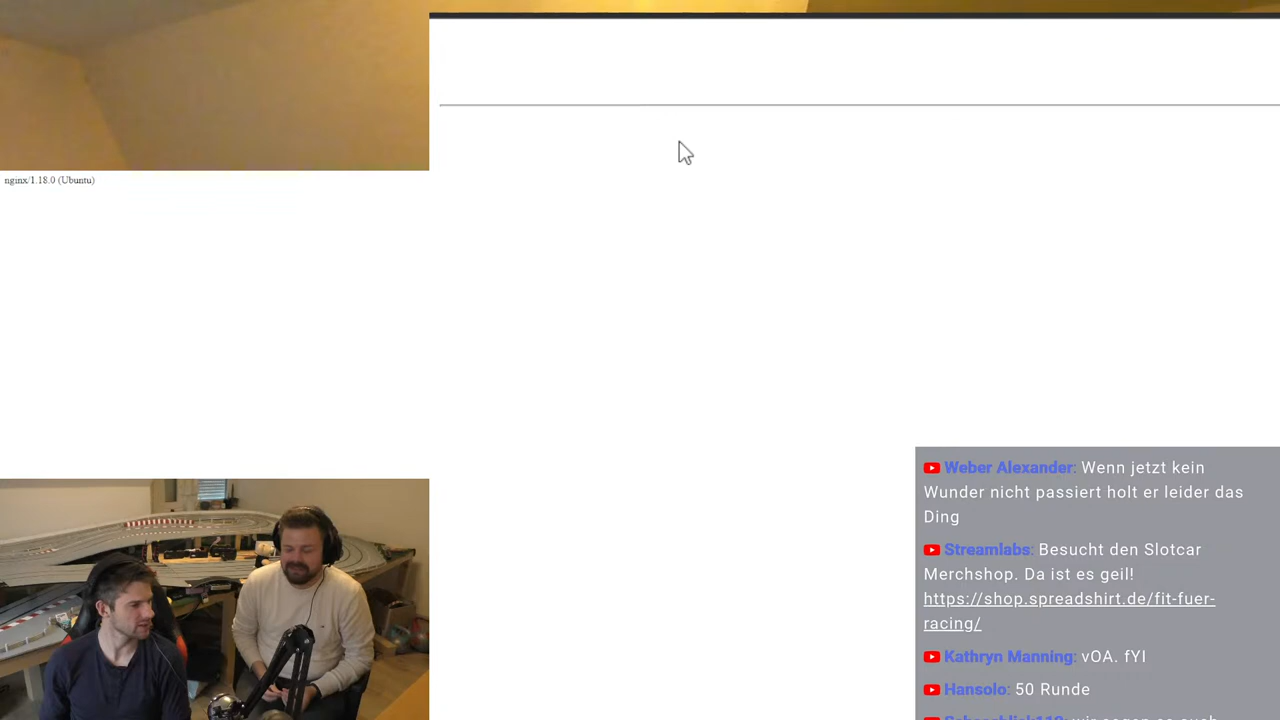 nginx/1.18.0 (Ubuntu)
Weber Alexander: Wenn jetzt kein
Wunder nicht passiert holt er leider das
Ding
Streamlabs: Besucht den Slotcar
Merchshop. Da ist es geil!
https://shop.spreadshirt.de/fit-fuer-
racing/
Kathryn Manning: vOA. fYI
Hansolo: 50 Runde